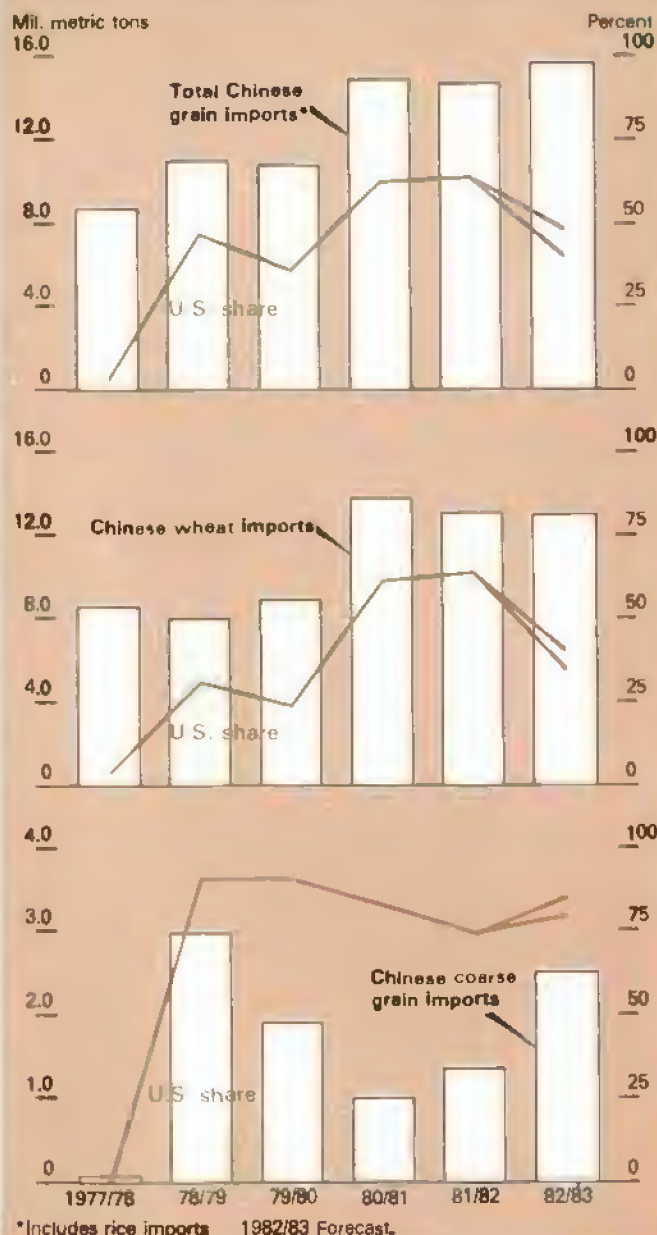 Mil. metric tons Percent
16.0 100
Total Chinese
grain imports*
12.0 75
8.0 50
4.0 25
U.S. share
0 0
16.0 100
12.0 75
Chinese wheat imports
8.0 50
4.0 25
U.S. share
0 0
4.0 100
3.0 75
Chinese coarse
grain imports
2.0 50
1.0 25
U.S. share
0 0
1977/78 78/79 79/80 80/81 81/82 82/83
*Includes rice imports 1982/83 Forecast.